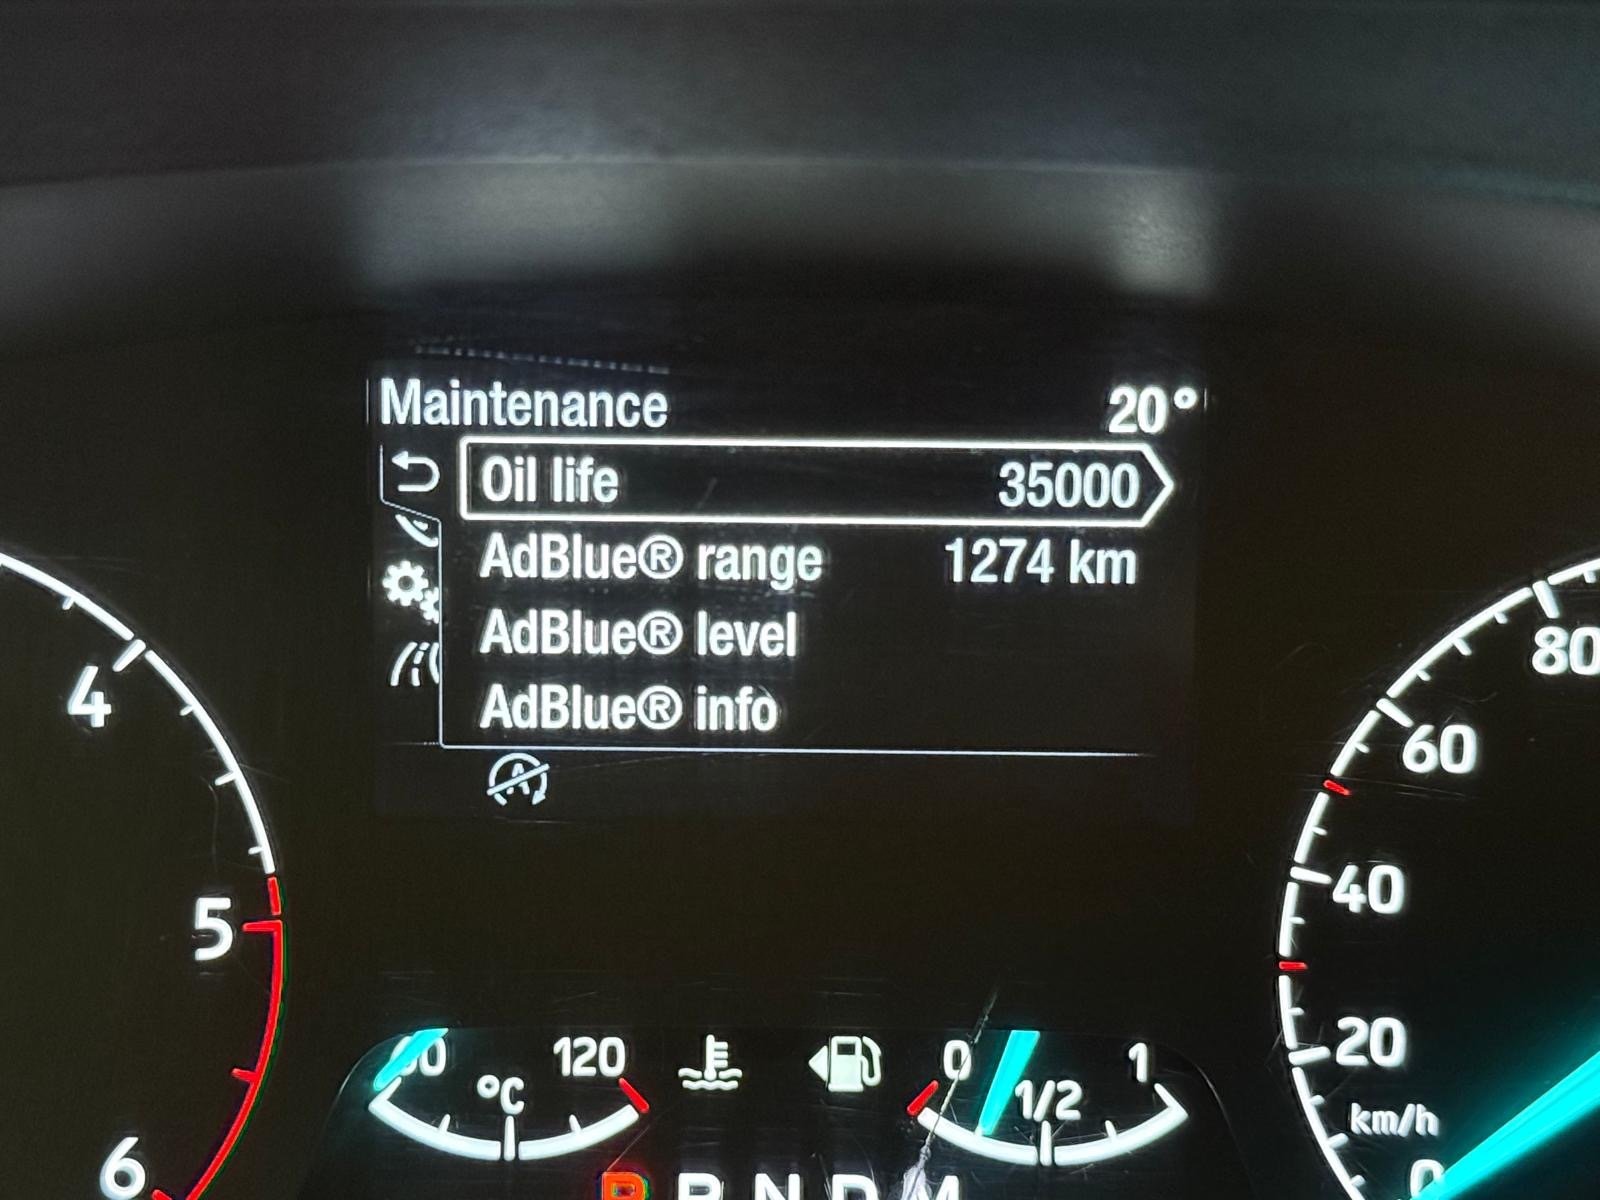 Maintenance 20°
Oil life 35000
AdBlue® range 1274 km
AdBlue® level
AdBlue® info
A
4
5
6
80
60
40
20
0
km/h
120
°C
0 1/2 1
P R N D M